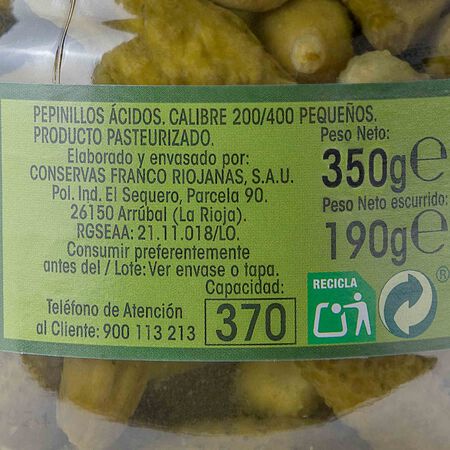 PEPINILLOS ÁCIDOS. CALIBRE 200/400 PEQUEÑOS.
PRODUCTO PASTEURIZADO.
Elaborado y envasado por:
CONSERVAS FRANCO RIOJANAS, S.A.U.
Pol. Ind. El Sequero, Parcela 90.
26150 Arrúbal (La Rioja).
RGSEAA: 21.11.018/LO.
Consumir preferentemente
antes del / Lote: Ver envase o tapa.
Teléfono de Atención
al Cliente: 900 113 213
Capacidad:
370
Peso Neto:
350g℮
Peso Neto escurrido:
190g℮
RECICLA
®